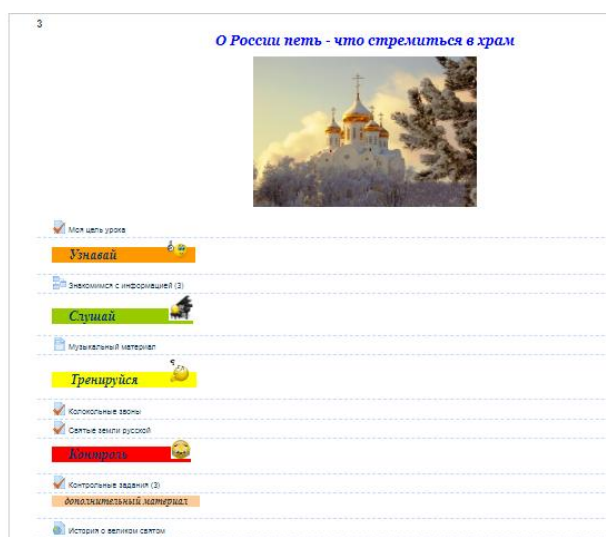 3
О России петь - что стремиться в храм
Моя цель урока
Узнавай
Знакомимся с информацией (3)
Слушай
Музыкальный материал
Тренируйся
Колокольные звоны
Святые земли русской
Контроль
Контрольные задания (3)
дополнительный материал
История о великом святом